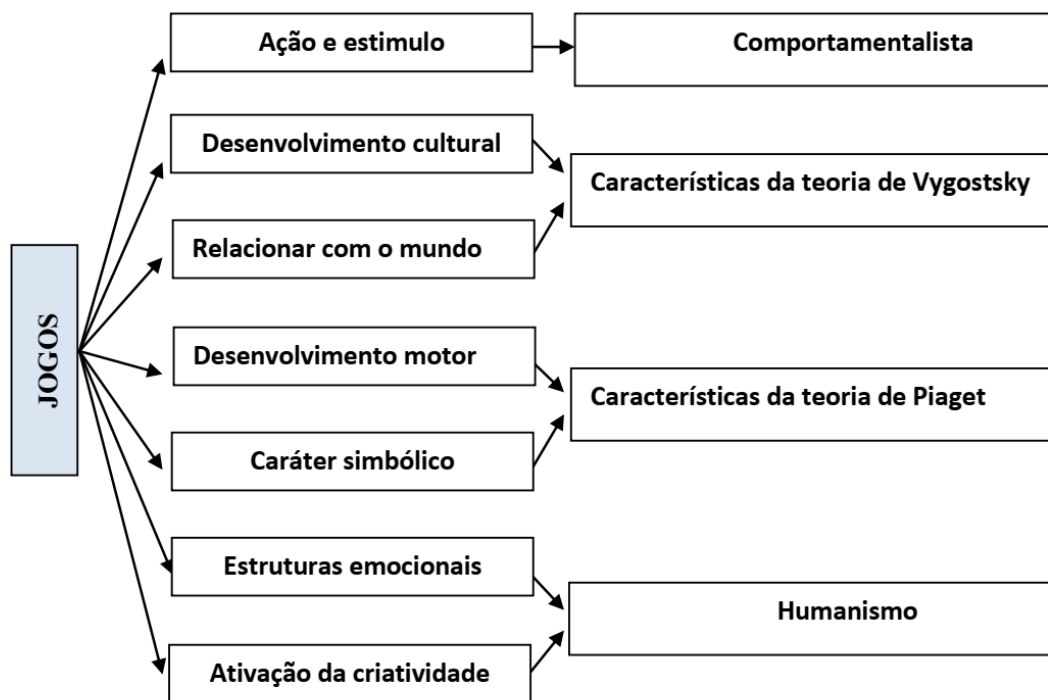 Ação e estimulo
Comportamentalista
Desenvolvimento cultural
Características da teoria de Vygostsky
Relacionar com o mundo
JOGOS
Desenvolvimento motor
Características da teoria de Piaget
Caráter simbólico
Estruturas emocionais
Humanismo
Ativação da criatividade